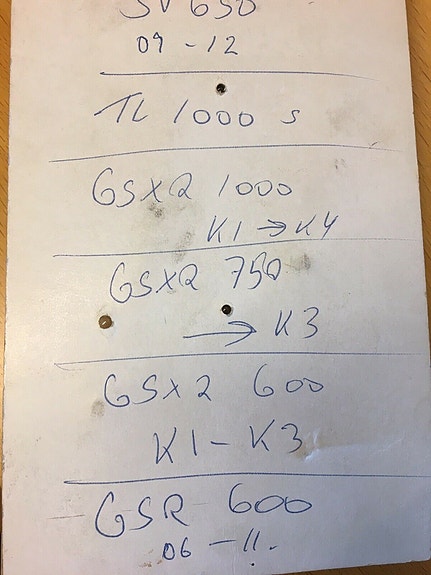 SV 650
09 - 12
TL 1000 S
GSXR 1000
K1 → K4
GSXR 750
→ K3
GSXR 600
K1 - K3
GSR 600
06 - 11.